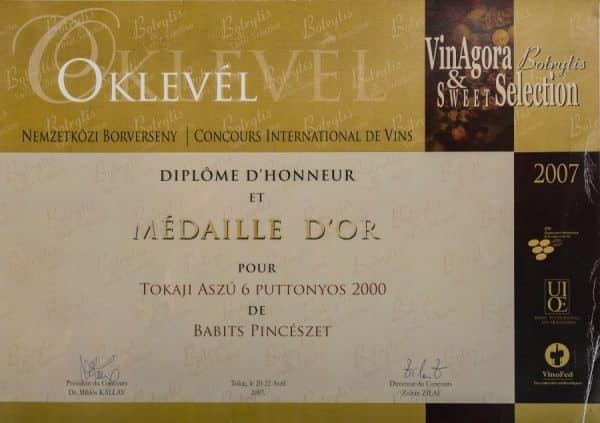 OKLEVÉL
NEMZETKÖZI BORVERSENY | CONCOURS INTERNATIONAL DE VINS
VinAgora Botrytis
& SWEET Selection
2007
DIPLÔME D'HONNEUR
ET
MÉDAILLE D'OR
POUR
TOKAJI ASZÚ 6 PUTTONYOS 2000
DE
BABITS PINCÉSZET
UI
ŒE
VinoFed
Président du Concours
Dr. Miklós KÁLLAY
Tokaj, le 20-22 Avril
2007.
Directeur du Concours
Zoltán ZILAI